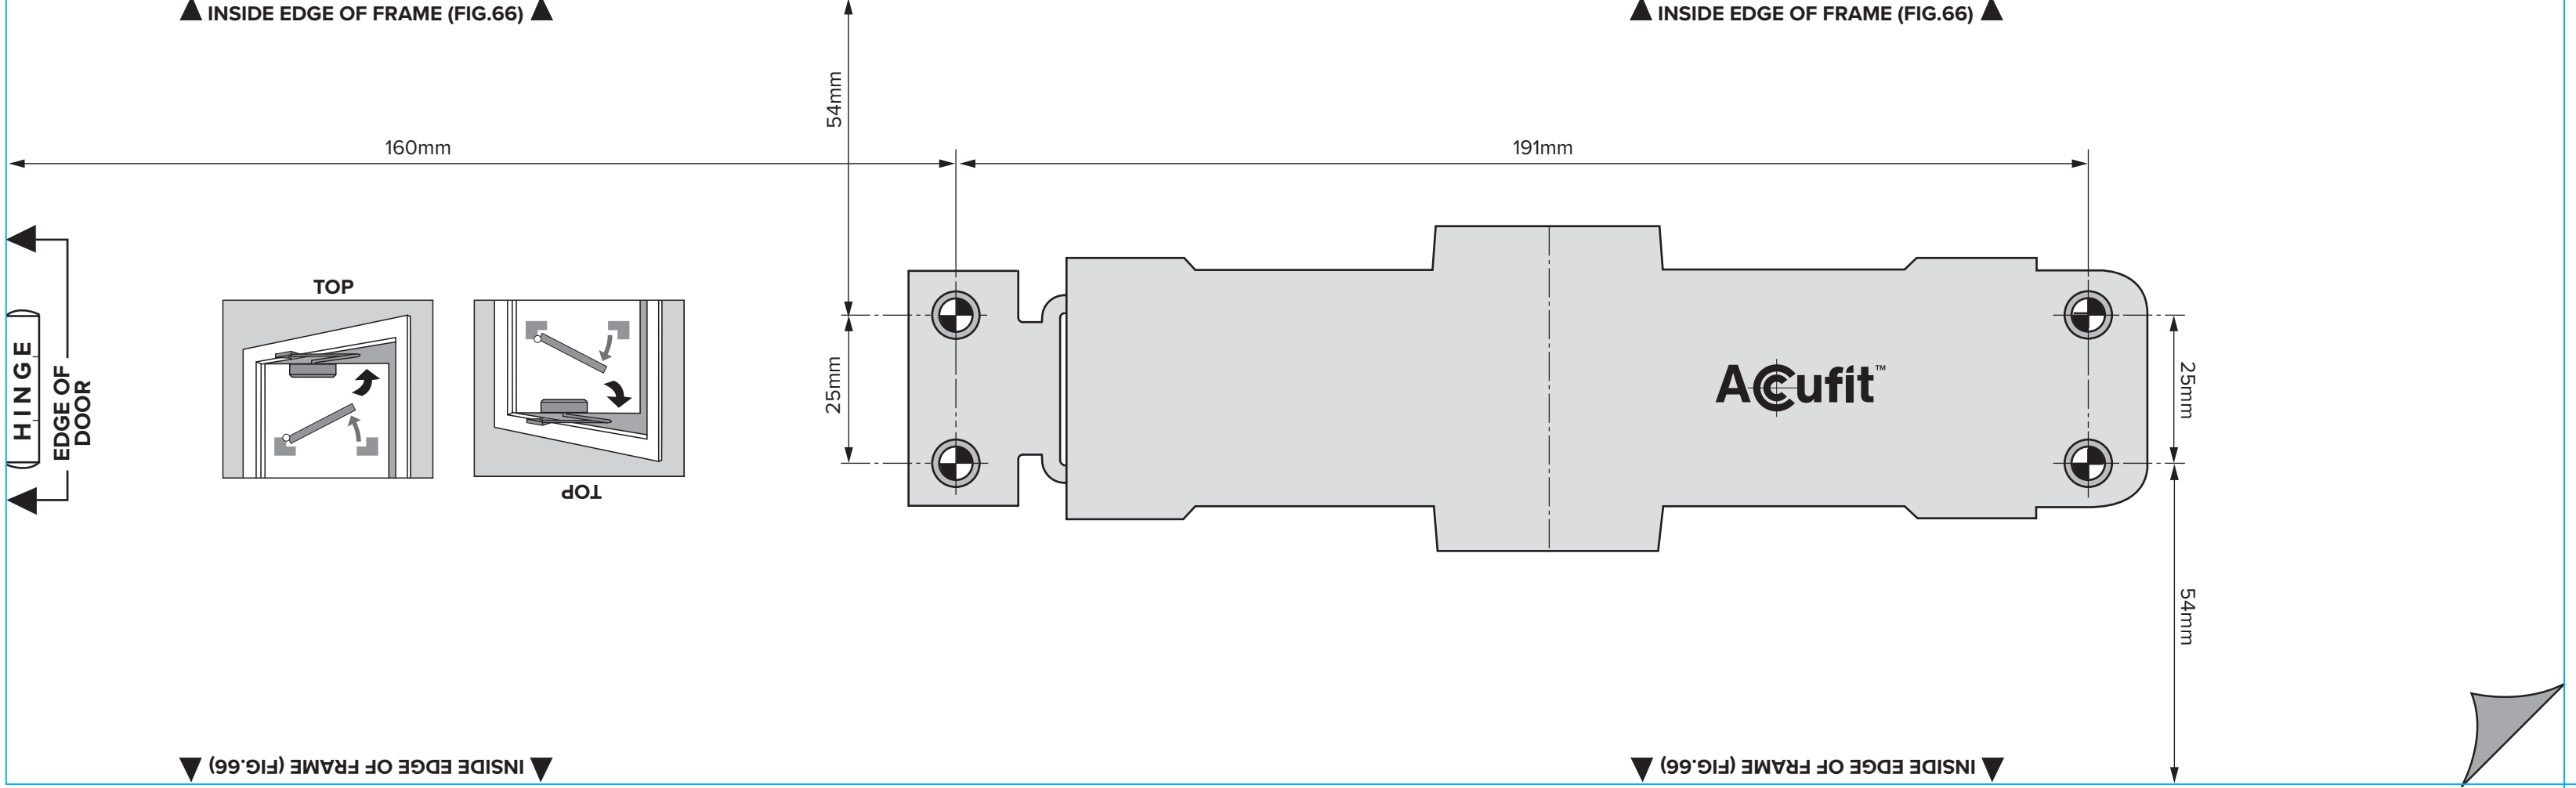 INSIDE EDGE OF FRAME (FIG.66)
INSIDE EDGE OF FRAME (FIG.66)
54mm
160mm
191mm
HINGE
EDGE OF
DOOR
TOP
TOP
25mm
Accufit™
25mm
54mm
INSIDE EDGE OF FRAME (FIG.66)
INSIDE EDGE OF FRAME (FIG.66)